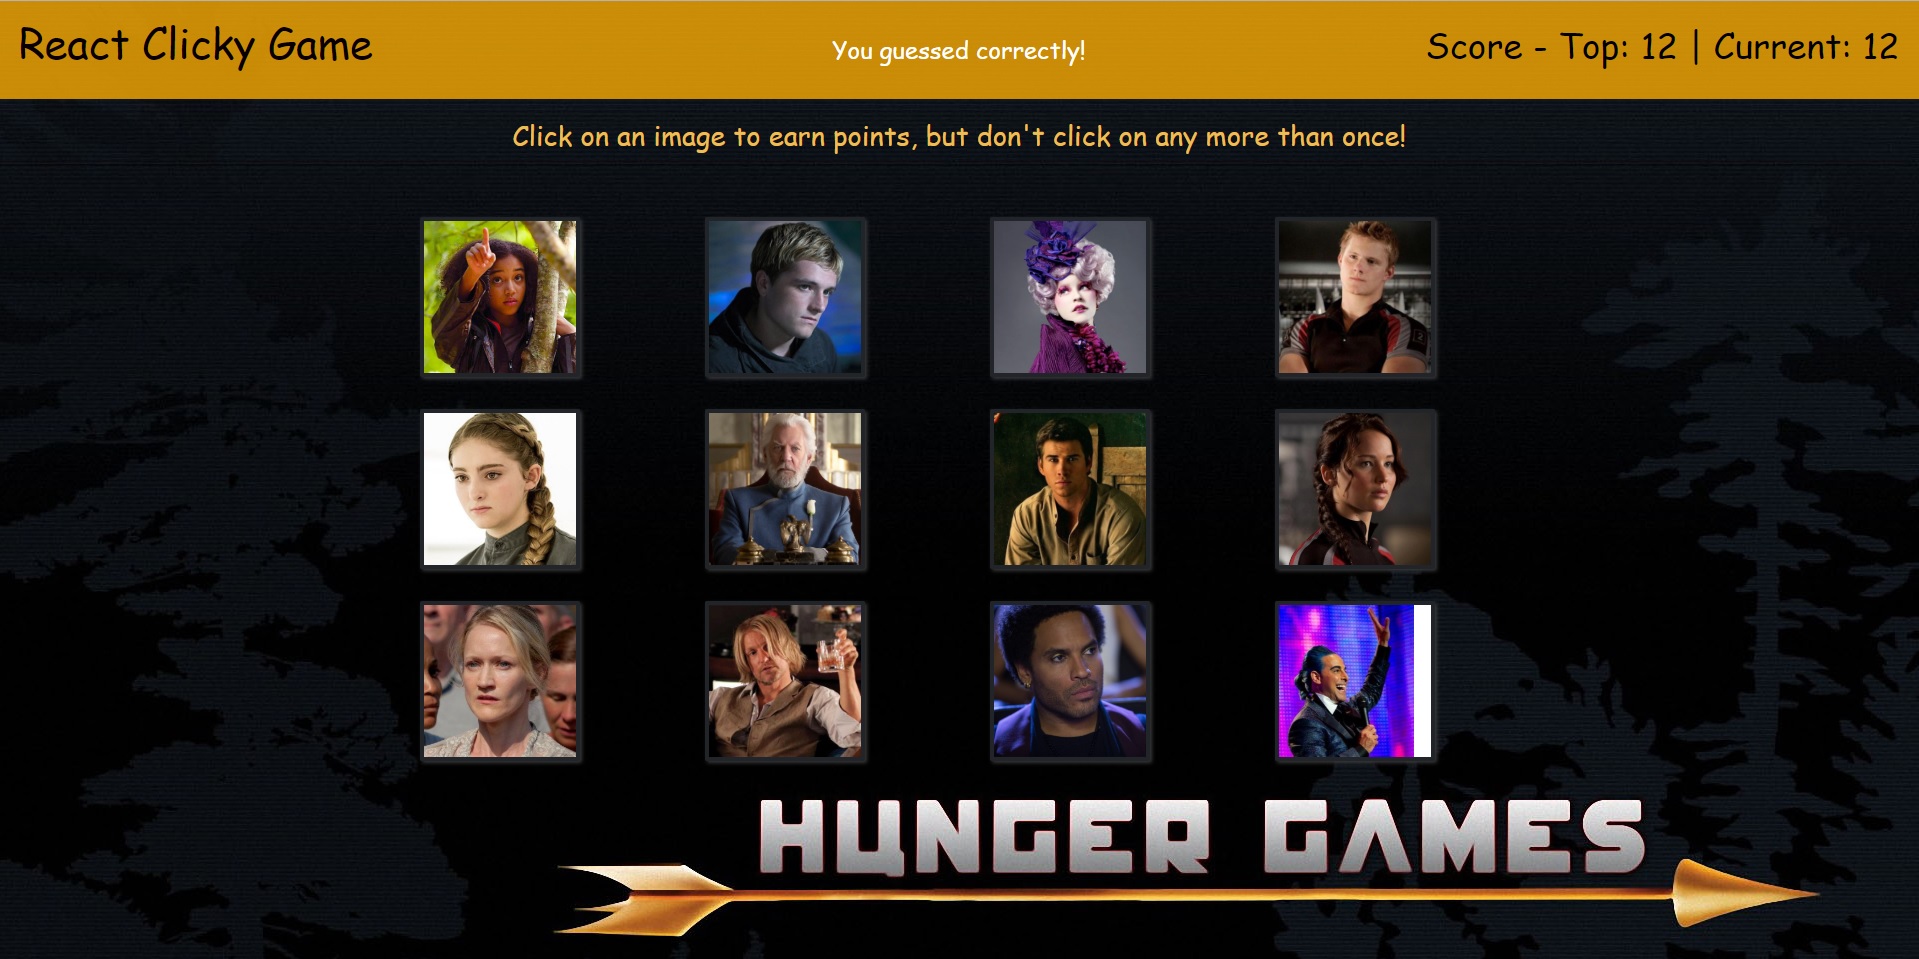 React Clicky Game
You guessed correctly!
Score - Top: 12 | Current: 12
Click on an image to earn points, but don't click on any more than once!
HUNGER GAMES